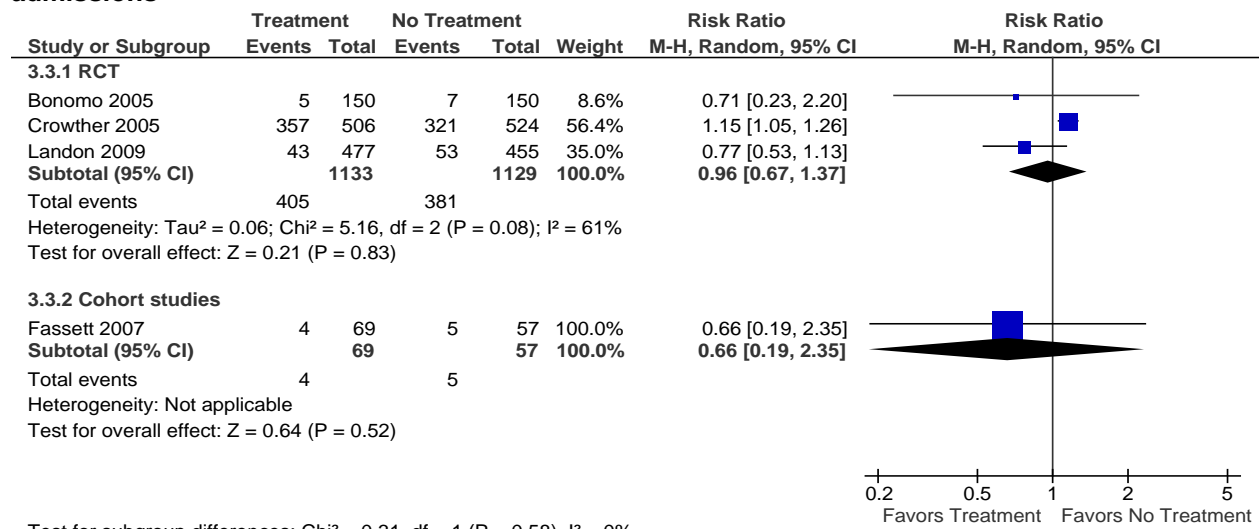 Treatment No Treatment Risk Ratio Risk Ratio
Study or Subgroup Events Total Events Total Weight M-H, Random, 95% CI M-H, Random, 95% CI
3.3.1 RCT
Bonomo 2005 5 150 7 150 8.6% 0.71 [0.23, 2.20]
Crowther 2005 357 506 321 524 56.4% 1.15 [1.05, 1.26]
Landon 2009 43 477 53 455 35.0% 0.77 [0.53, 1.13]
Subtotal (95% CI) 1133 1129 100.0% 0.96 [0.67, 1.37]
Total events 405 381
Heterogeneity: Tau² = 0.06; Chi² = 5.16, df = 2 (P = 0.08); I² = 61%
Test for overall effect: Z = 0.21 (P = 0.83)
3.3.2 Cohort studies
Fassett 2007 4 69 5 57 100.0% 0.66 [0.19, 2.35]
Subtotal (95% CI) 69 57 100.0% 0.66 [0.19, 2.35]
Total events 4 5
Heterogeneity: Not applicable
Test for overall effect: Z = 0.64 (P = 0.52)
0.2 0.5 1 2 5
Favors Treatment Favors No Treatment